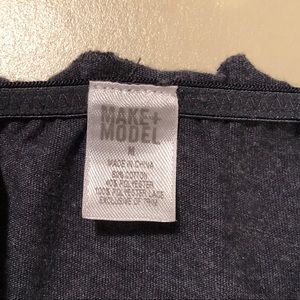 MAKE+
MODEL
M
MADE IN CHINA
60% COTTON
40% POLYESTER
100% POLYESTER LACE
EXCLUSIVE OF TRIM